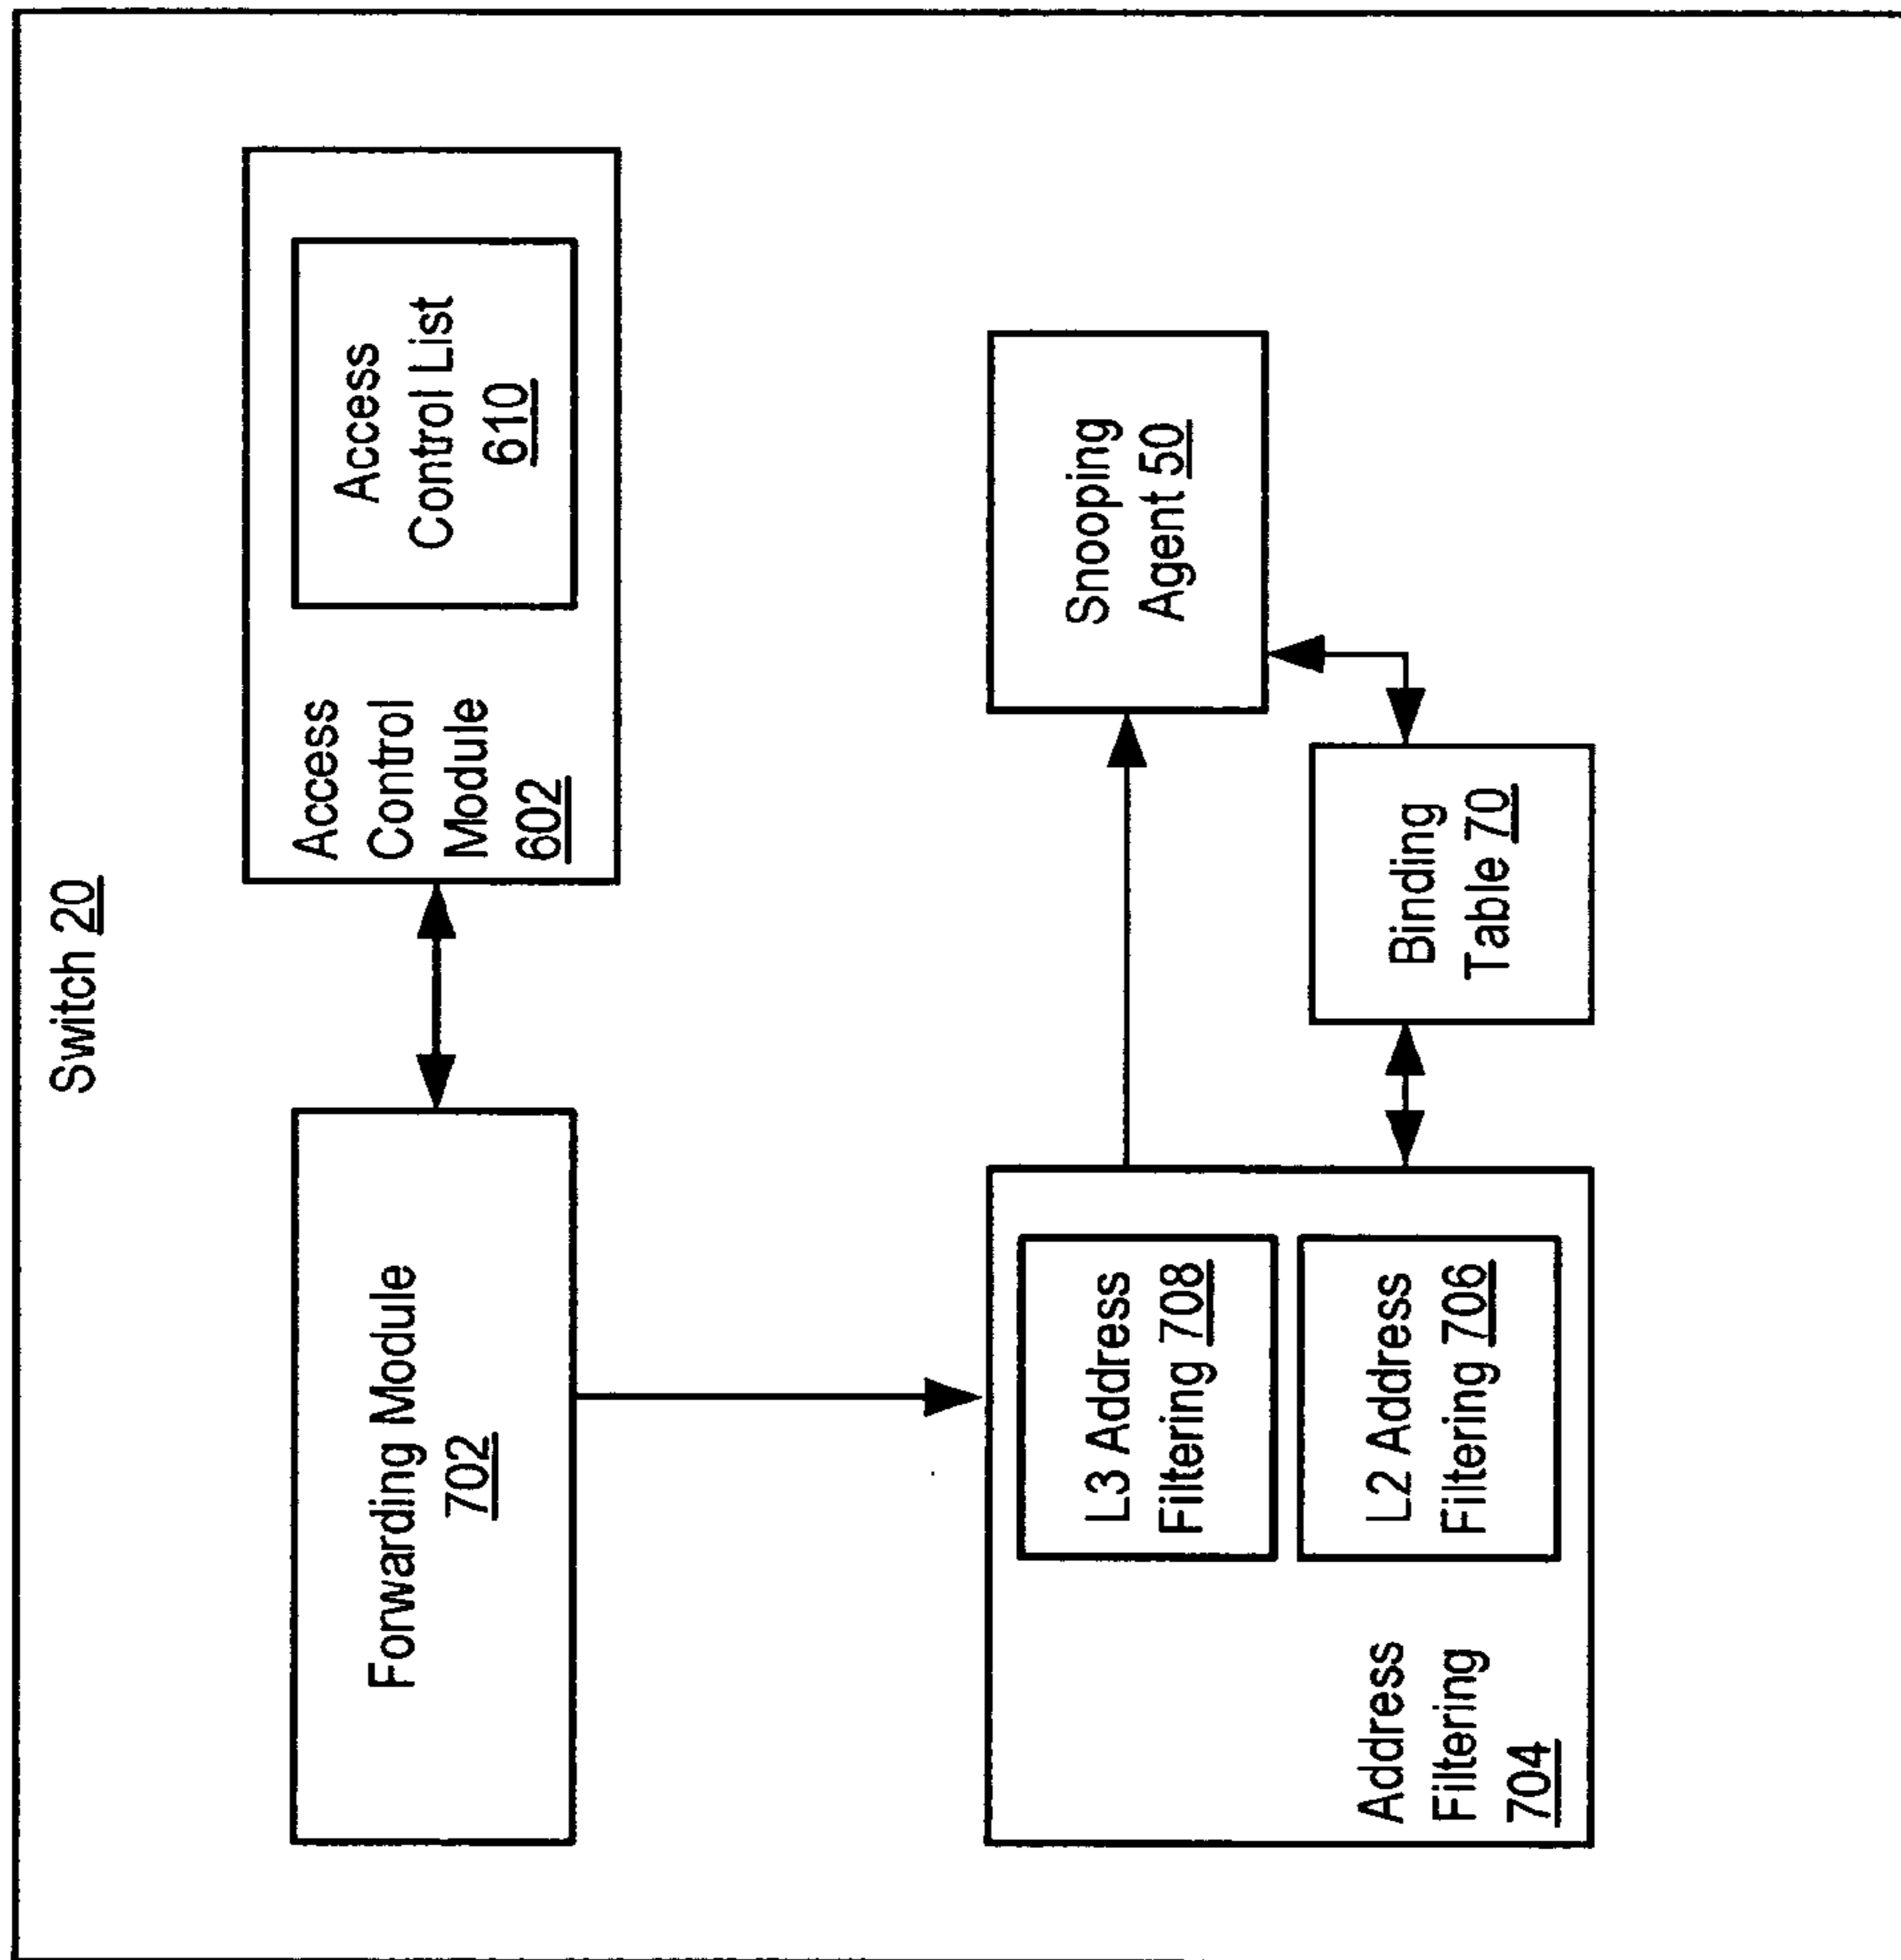 Switch 20
Forwarding Module
702
Access
Control
Module
602
Access
Control List
610
Address
Filtering
704
L3 Address
Filtering 708
L2 Address
Filtering 706
Snooping
Agent 50
Binding
Table 70